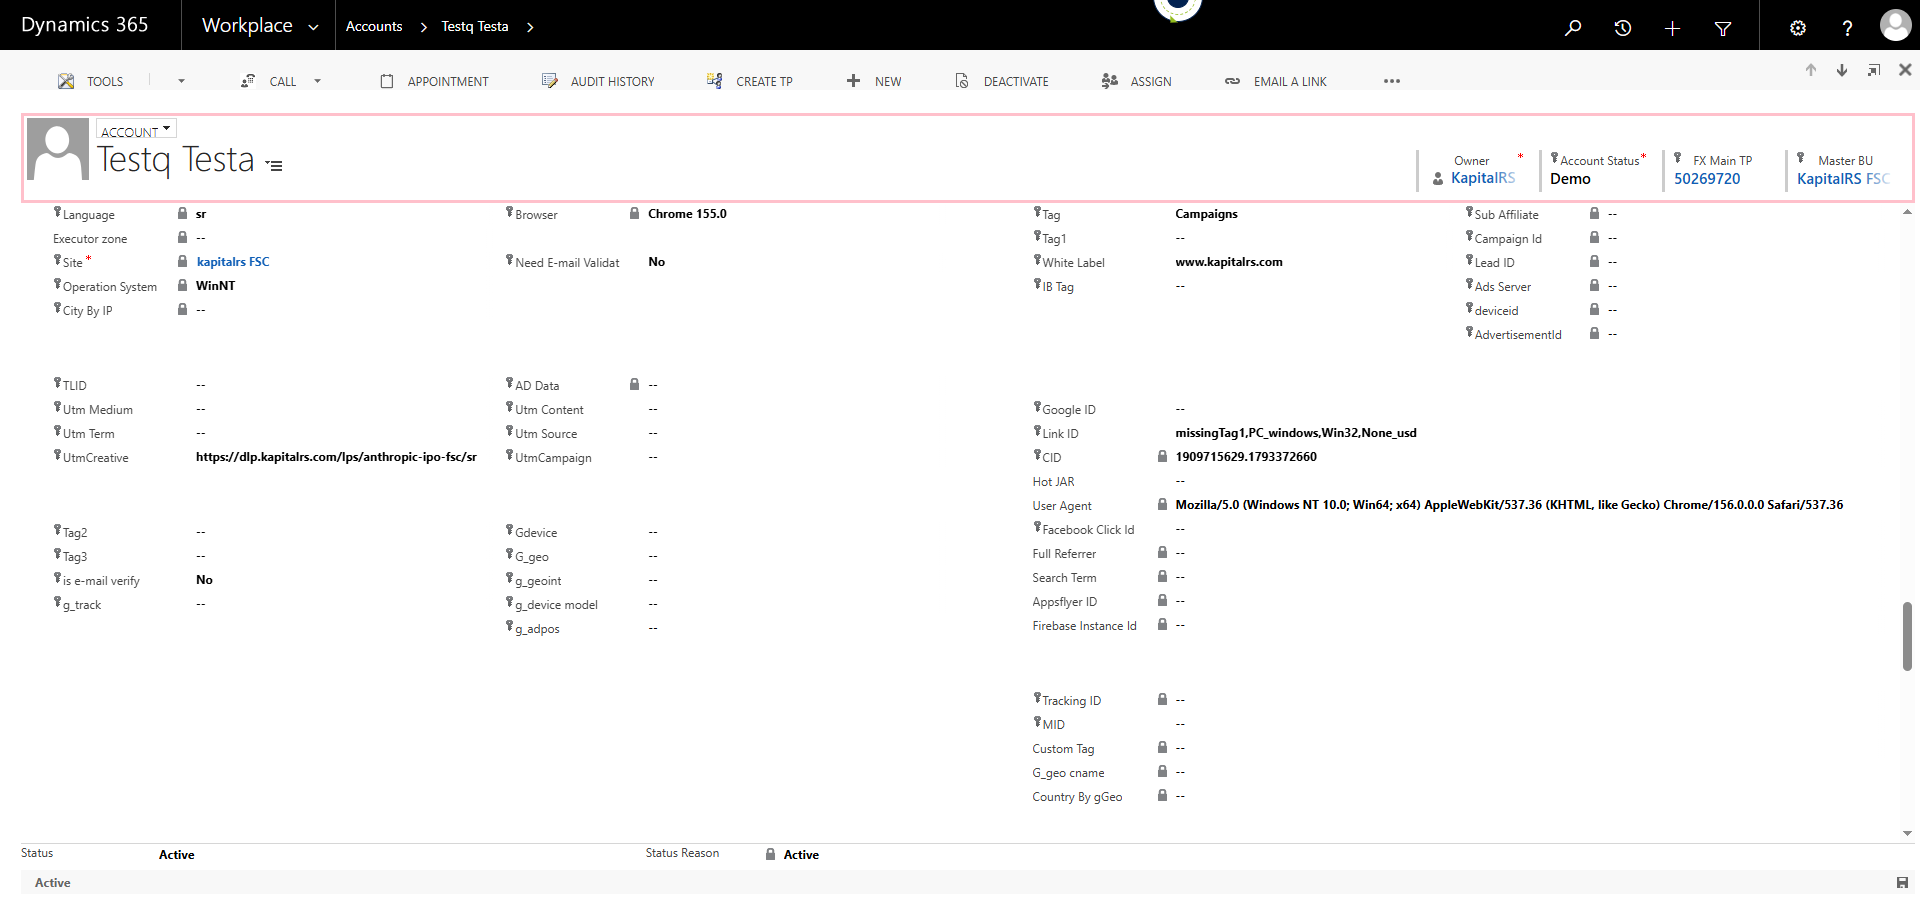 Dynamics 365 Workplace Accounts Testq Testa
TOOLS CALL APPOINTMENT AUDIT HISTORY CREATE TP NEW DEACTIVATE ASSIGN EMAIL A LINK
ACCOUNT
Testq Testa
Owner * Account Status * FX Main TP Master BU
KapitalRS Demo 50269720 KapitalRS FSC
Language sr Browser Chrome 155.0 Tag Campaigns Sub Affiliate --
Executor zone -- Tag1 -- Campaign Id --
Site * kapitalrs FSC Need E-mail Validat No White Label www.kapitalrs.com Lead ID --
Operation System WinNT IB Tag -- Ads Server --
City By IP -- deviceid --
AdvertisementId --
TLID -- AD Data --
Utm Medium -- Utm Content -- Google ID --
Utm Term -- Utm Source -- Link ID missingTag1,PC_windows,Win32,None_usd
UtmCreative https://dlp.kapitalrs.com/lps/anthropic-ipo-fsc/sr UtmCampaign -- CID 1909715629.1793372660
Hot JAR --
User Agent Mozilla/5.0 (Windows NT 10.0; Win64; x64) AppleWebKit/537.36 (KHTML, like Gecko) Chrome/156.0.0.0 Safari/537.36
Tag2 -- Gdevice -- Facebook Click Id --
Tag3 -- G_geo -- Full Referrer --
is e-mail verify No g_geoint -- Search Term --
g_track -- g_device model -- Appsflyer ID --
g_adpos -- Firebase Instance Id --
Tracking ID --
MID --
Custom Tag --
G_geo cname --
Country By gGeo --
Status Active Status Reason Active
Active